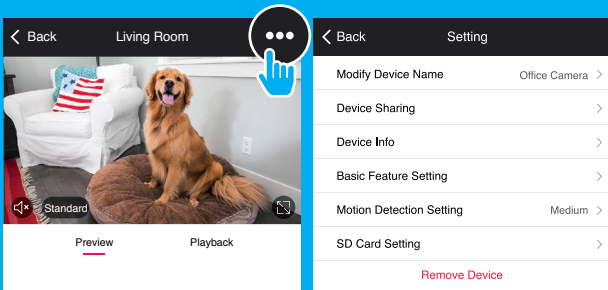 Back
Living Room
Preview
Playback
Standard
Back
Setting
Modify Device Name
Office Camera
Device Sharing
Device Info
Basic Feature Setting
Motion Detection Setting
Medium
SD Card Setting
Remove Device